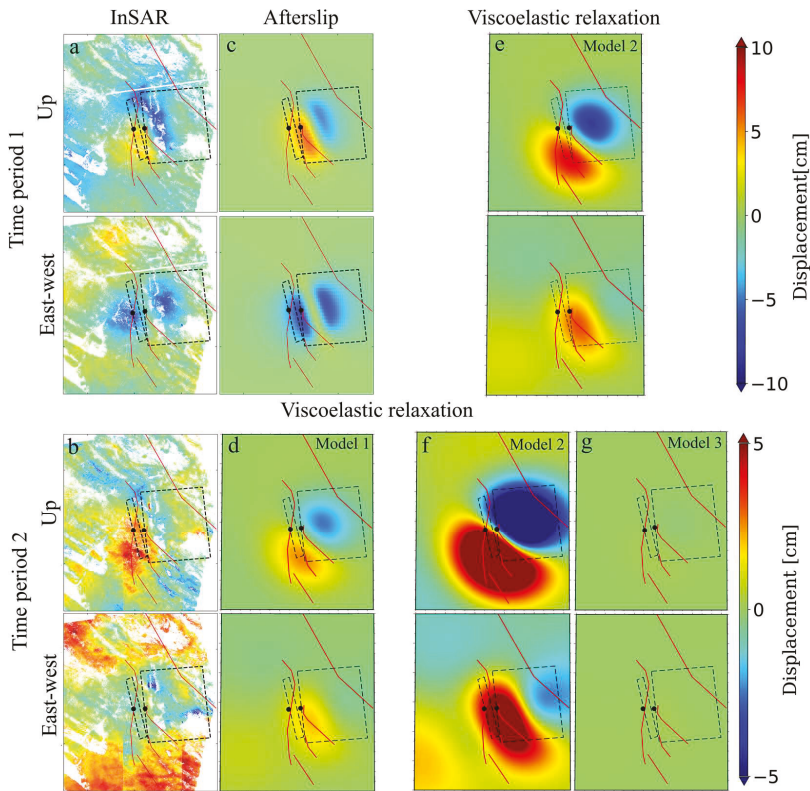 InSAR
Afterslip
Viscoelastic relaxation
Time period 1
Up
a
c
e
Model 2
East-west
10
5
0
−5
−10
Displacement[cm]
Viscoelastic relaxation
Time period 2
Up
b
d
Model 1
f
Model 2
g
Model 3
East-west
5
0
−5
Displacement [cm]